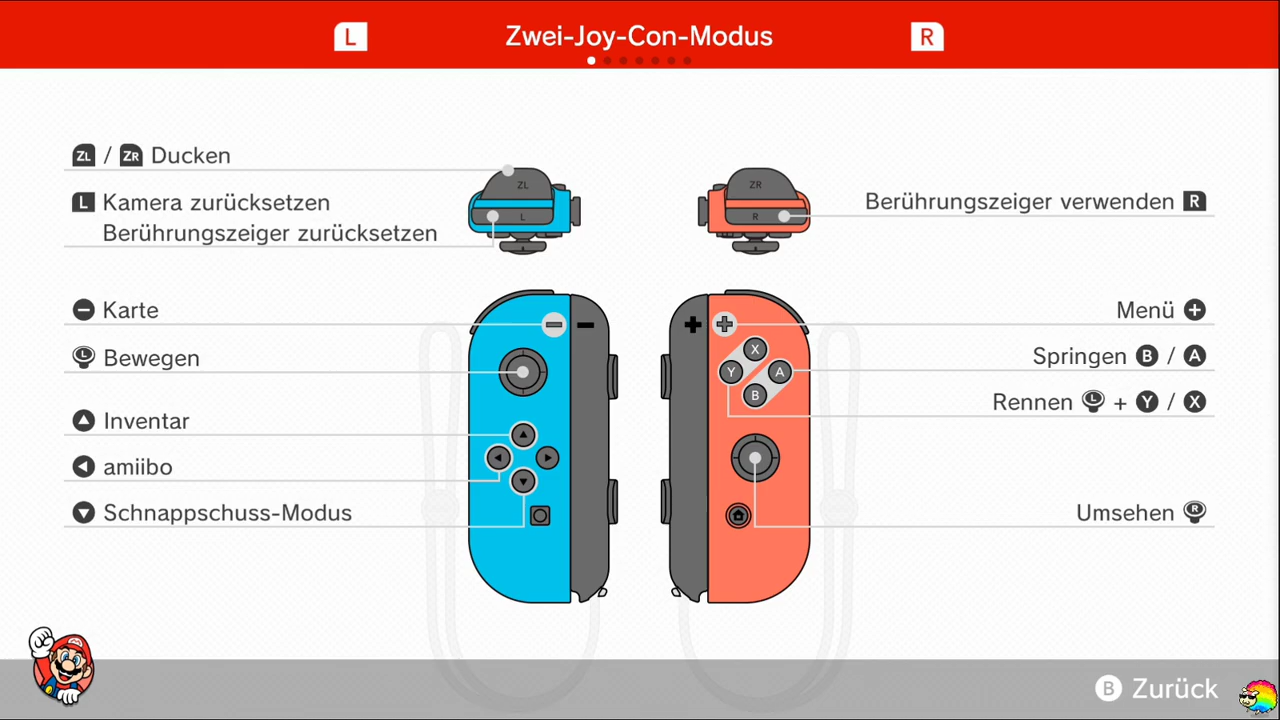 L Zwei-Joy-Con-Modus R
ZL / ZR Ducken
L Kamera zurücksetzen
Berührungszeiger zurücksetzen
ZL
L
ZR
R
Berührungszeiger verwenden R
Karte
Bewegen L
Inventar
amiibo
Schnappschuss-Modus
X
Y
A
B
Menü
Springen B / A
Rennen L + Y / X
Umsehen R
B Zurück